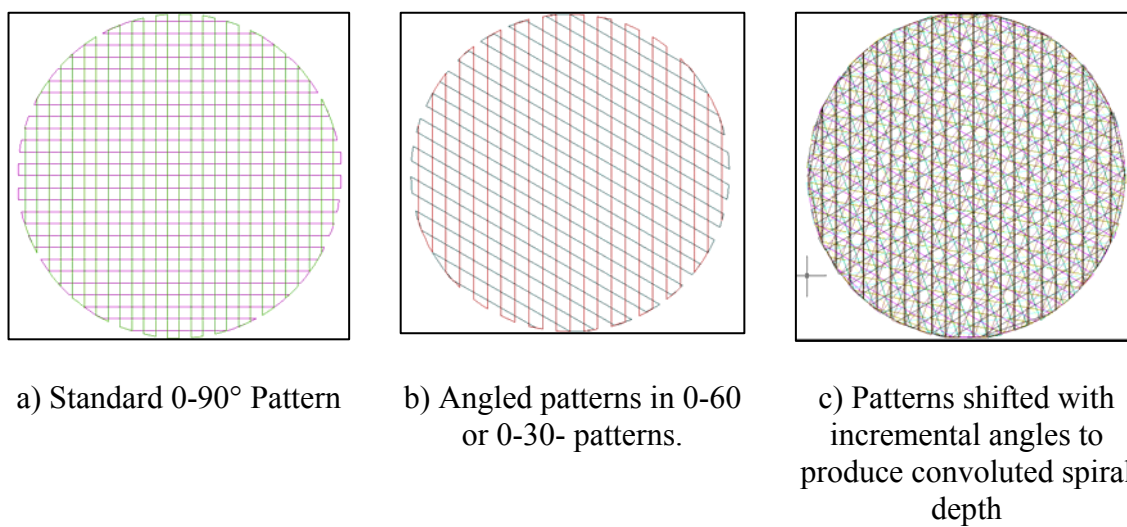 a) Standard 0-90° Pattern
b) Angled patterns in 0-60
or 0-30- patterns.
c) Patterns shifted with
incremental angles to
produce convoluted spiral
depth